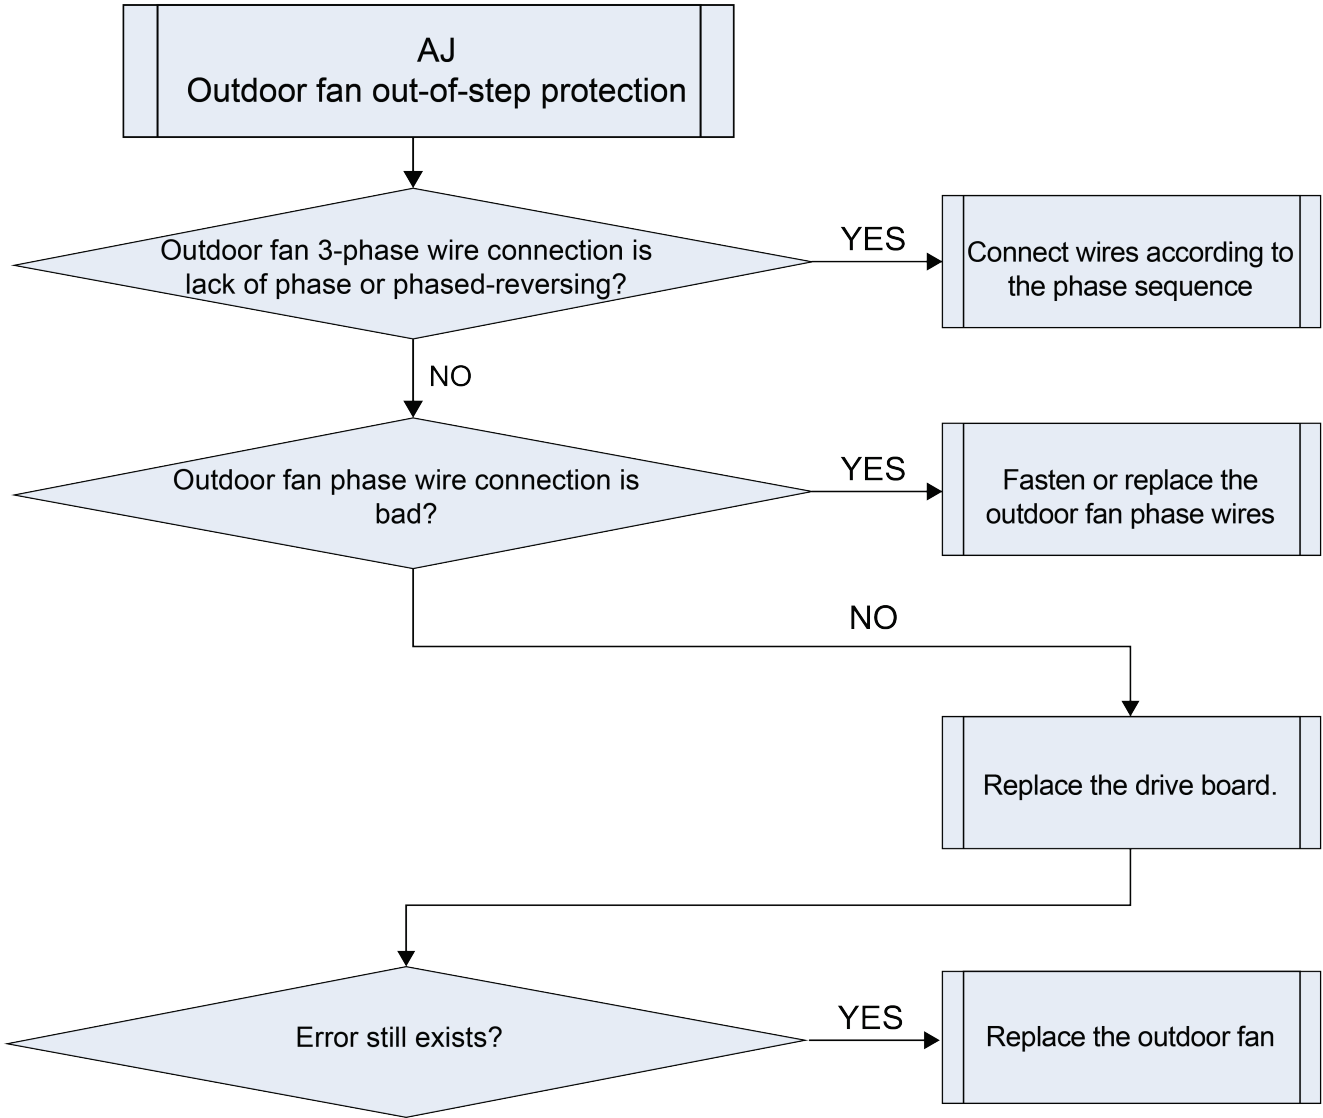 AJ
Outdoor fan out-of-step protection
Outdoor fan 3-phase wire connection is
lack of phase or phased-reversing?
YES
Connect wires according to
the phase sequence
NO
Outdoor fan phase wire connection is
bad?
YES
Fasten or replace the
outdoor fan phase wires
NO
Replace the drive board.
Error still exists?
YES
Replace the outdoor fan